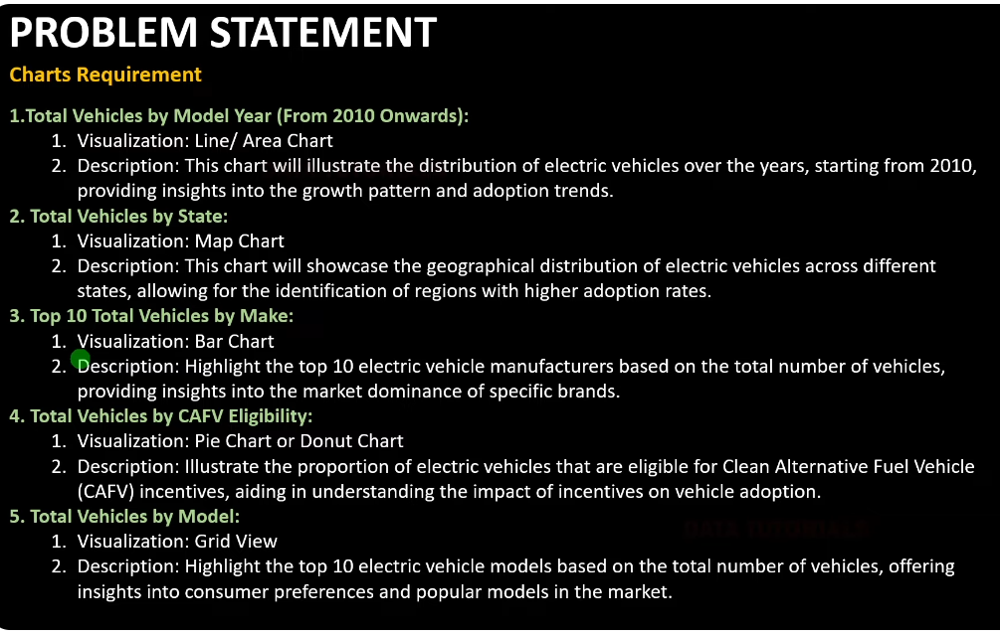 PROBLEM STATEMENT
Charts Requirement
1.Total Vehicles by Model Year (From 2010 Onwards):
1. Visualization: Line/ Area Chart
2. Description: This chart will illustrate the distribution of electric vehicles over the years, starting from 2010,
providing insights into the growth pattern and adoption trends.
2. Total Vehicles by State:
1. Visualization: Map Chart
2. Description: This chart will showcase the geographical distribution of electric vehicles across different
states, allowing for the identification of regions with higher adoption rates.
3. Top 10 Total Vehicles by Make:
1. Visualization: Bar Chart
2. Description: Highlight the top 10 electric vehicle manufacturers based on the total number of vehicles,
providing insights into the market dominance of specific brands.
4. Total Vehicles by CAFV Eligibility:
1. Visualization: Pie Chart or Donut Chart
2. Description: Illustrate the proportion of electric vehicles that are eligible for Clean Alternative Fuel Vehicle
(CAFV) incentives, aiding in understanding the impact of incentives on vehicle adoption.
5. Total Vehicles by Model:
1. Visualization: Grid View
2. Description: Highlight the top 10 electric vehicle models based on the total number of vehicles, offering
insights into consumer preferences and popular models in the market.